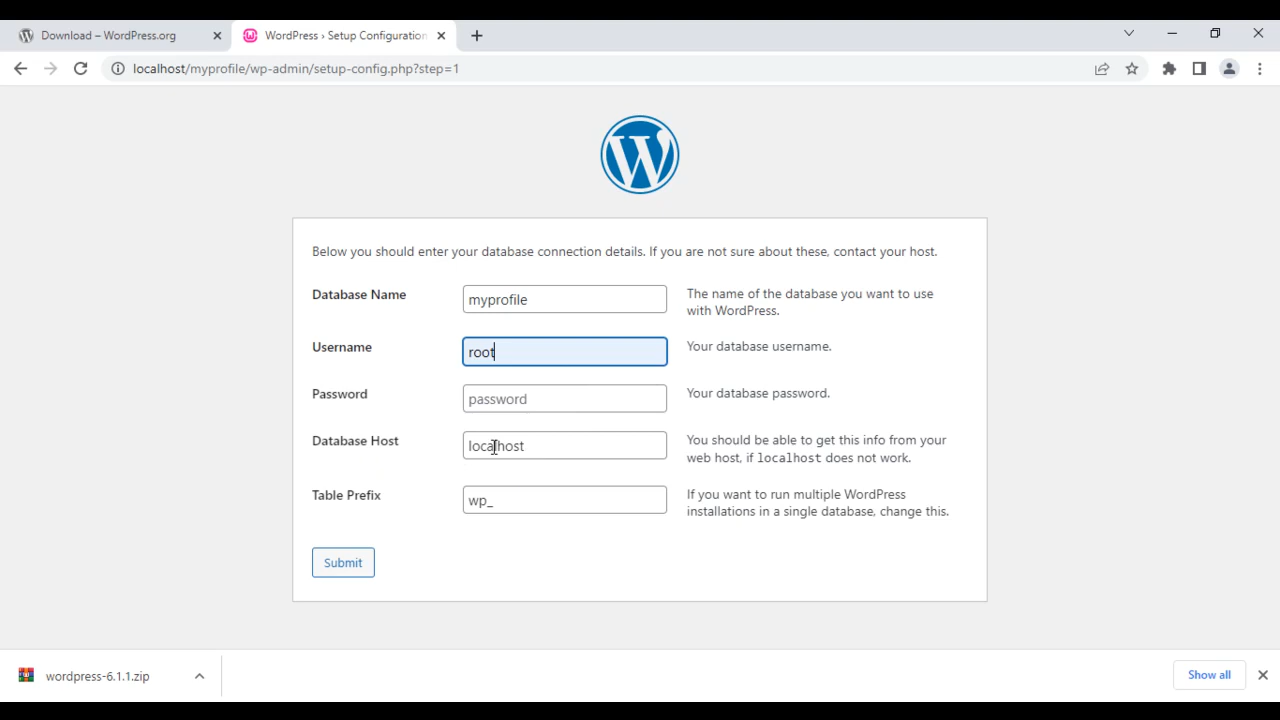 Download – WordPress.org
WordPress › Setup Configuration
localhost/myprofile/wp-admin/setup-config.php?step=1
Below you should enter your database connection details. If you are not sure about these, contact your host.
Database Name
myprofile
The name of the database you want to use
with WordPress.
Username
root
Your database username.
Password
password
Your database password.
Database Host
localhost
You should be able to get this info from your
web host, if localhost does not work.
Table Prefix
wp_
If you want to run multiple WordPress
installations in a single database, change this.
Submit
wordpress-6.1.1.zip
Show all